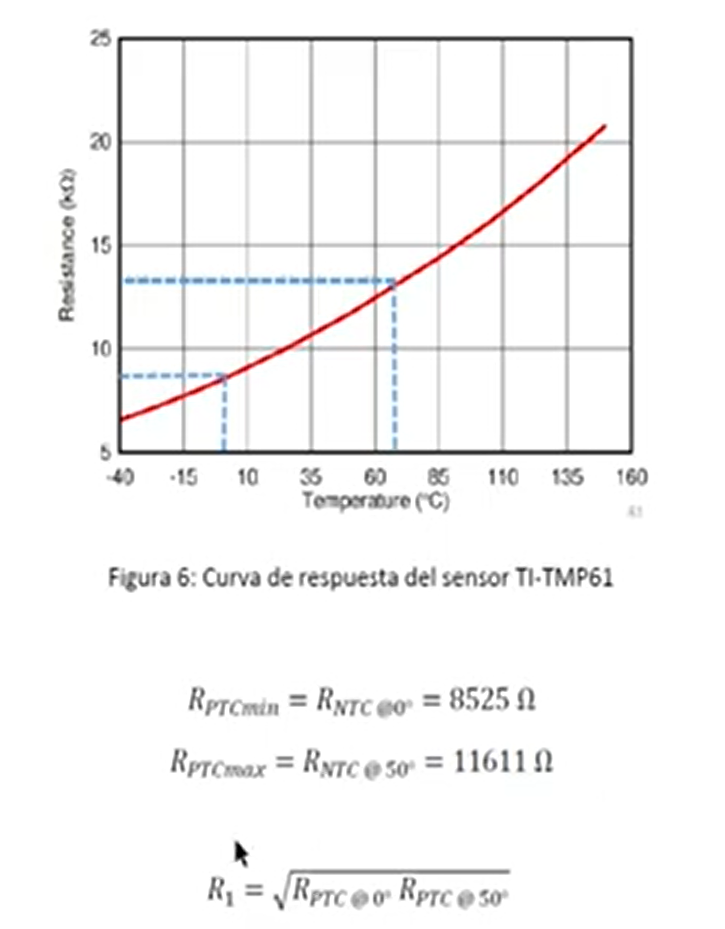 25
20
15
10
5
Resistance (kΩ)
-40 -15 10 35 60 85 110 135 160
Temperature (°C)
Figura 6: Curva de respuesta del sensor TI-TMP61
R_PTCmin = R_NTC @0° = 8525 Ω
R_PTCmax = R_NTC @ 50° = 11611 Ω
R_1 = √(R_PTC @ 0° R_PTC @ 50°)